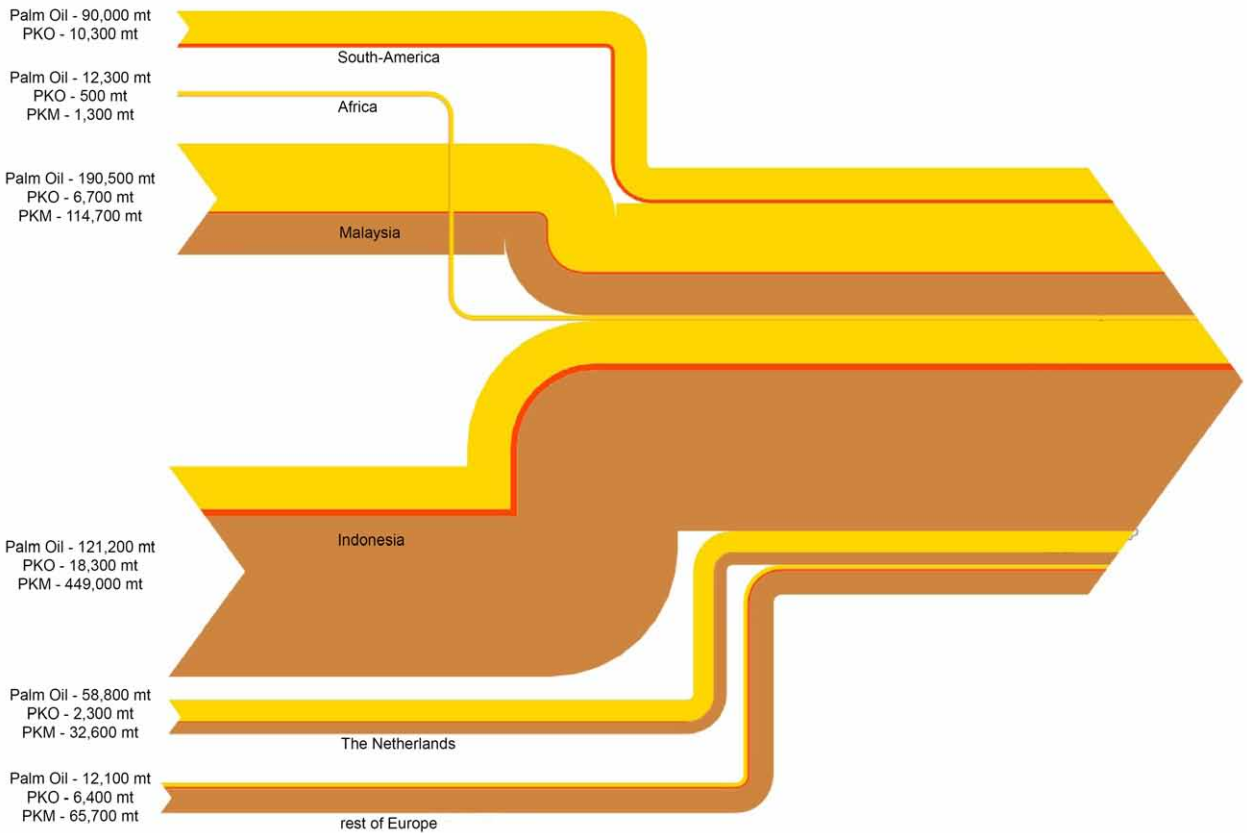 Palm Oil - 90,000 mt
PKO - 10,300 mt
South-America
Palm Oil - 12,300 mt
PKO - 500 mt
PKM - 1,300 mt
Africa
Palm Oil - 190,500 mt
PKO - 6,700 mt
PKM - 114,700 mt
Malaysia
Palm Oil - 121,200 mt
PKO - 18,300 mt
PKM - 449,000 mt
Indonesia
Palm Oil - 58,800 mt
PKO - 2,300 mt
PKM - 32,600 mt
The Netherlands
Palm Oil - 12,100 mt
PKO - 6,400 mt
PKM - 65,700 mt
rest of Europe